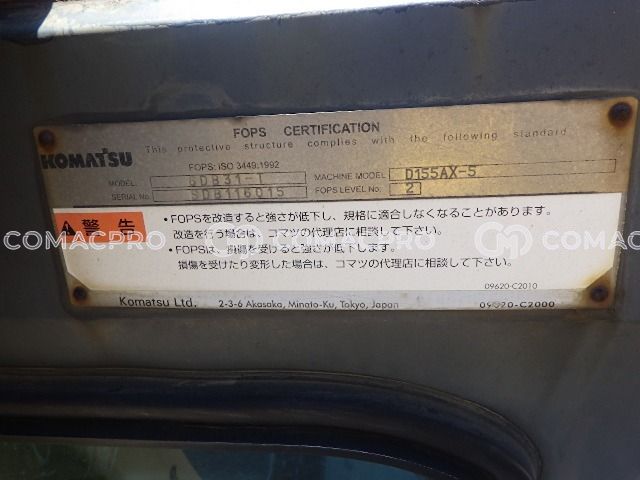 FOPS CERTIFICATION
This protective structure complies with the following standard
KOMATSU
FOPS: ISO 3449:1992
MODEL SDB31-T MACHINE MODEL D155AX-5
SERIAL No. SDB116015 FOPS LEVEL No. 2
警告
・FOPSを改造すると強さが低下し、規格に適合しなくなることがあります。
改造を行う場合は、コマツの代理店に相談して下さい。
・FOPSは、損傷を受けると強さが低下します。
損傷を受けたり変形した場合は、コマツの代理店に相談して下さい。
09620-C2010
Komatsu Ltd. 2-3-6 Akasaka, Minato-Ku, Tokyo, Japan 09620-C2000
COMACPRO COMACPRO COMACPRO